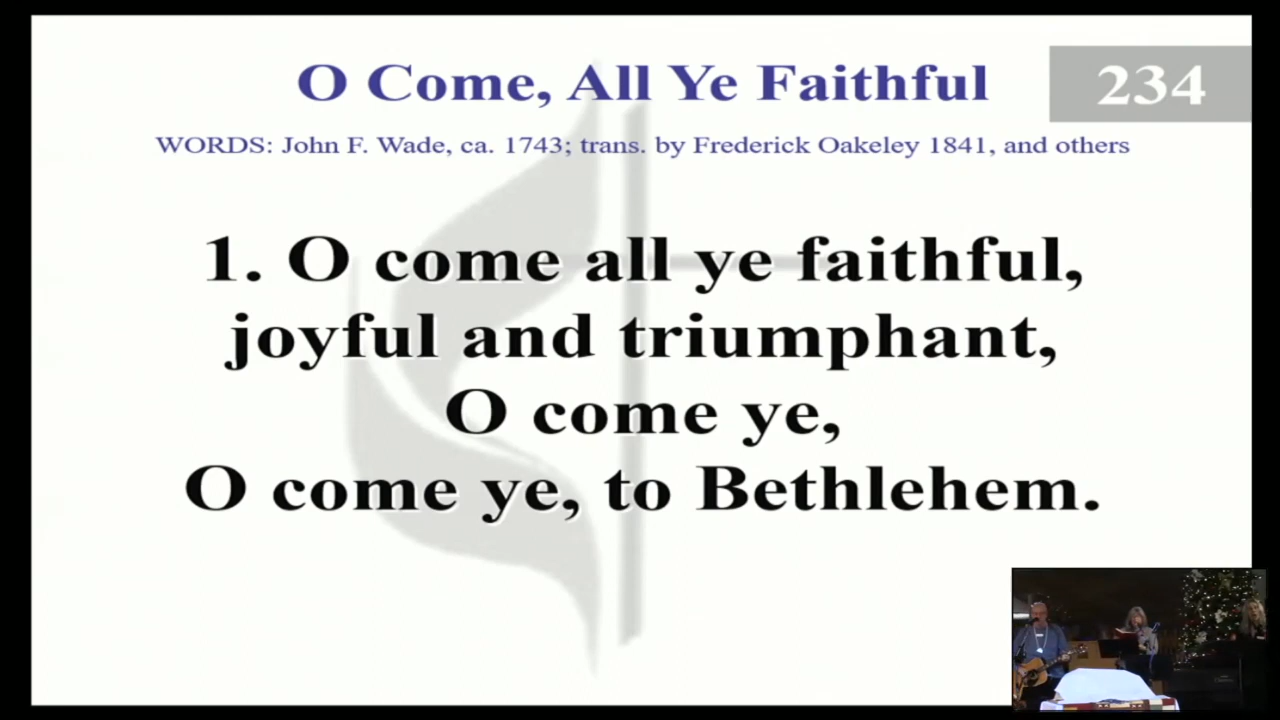 O Come, All Ye Faithful
234
WORDS: John F. Wade, ca. 1743; trans. by Frederick Oakeley 1841, and others
1. O come all ye faithful,
joyful and triumphant,
O come ye,
O come ye, to Bethlehem.